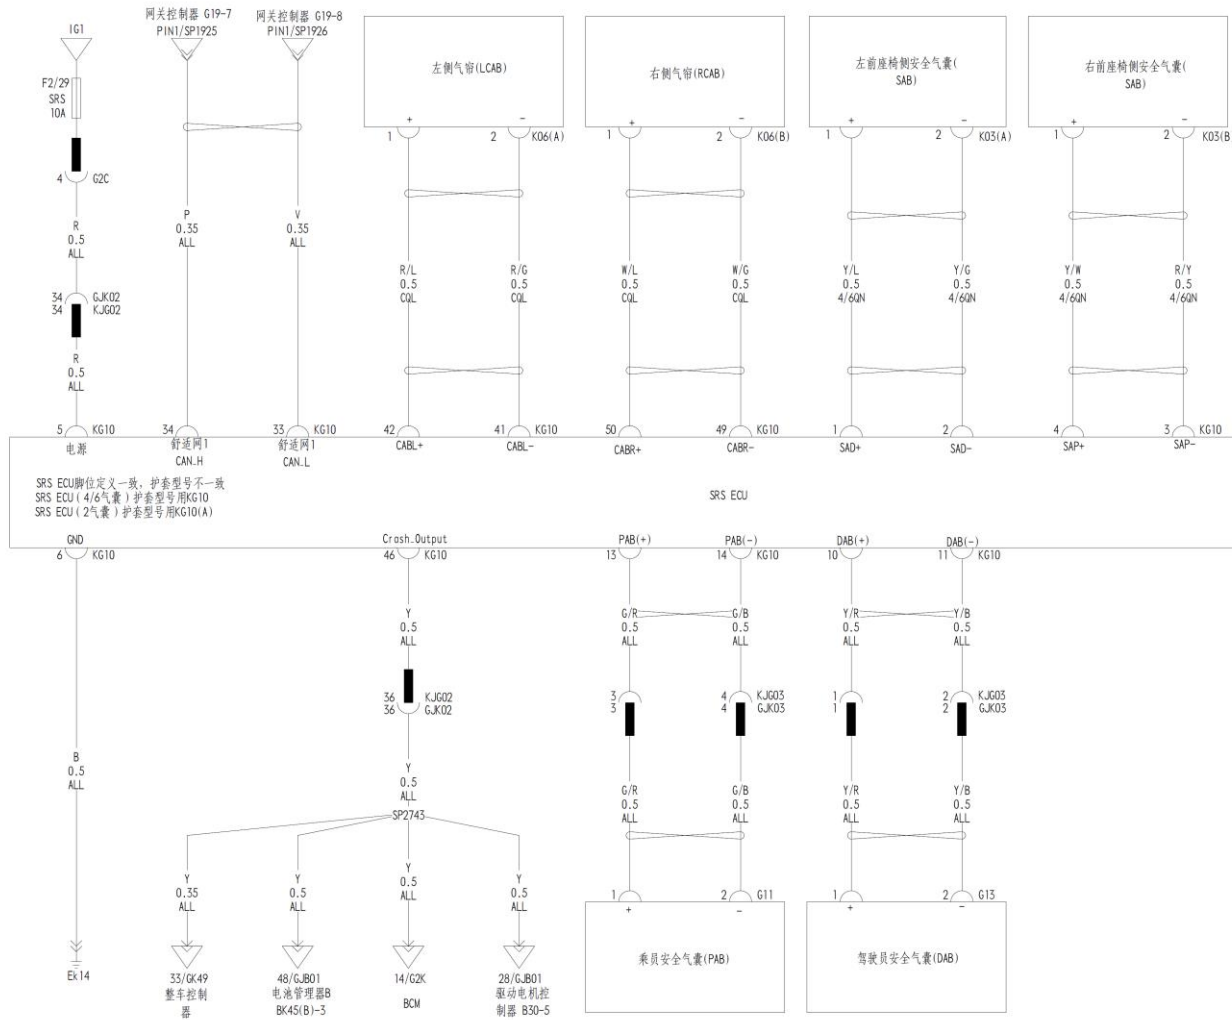 IG1
网关控制器 G19-7
PIN1/SP1925
网关控制器 G19-8
PIN1/SP1926
F2/29
SRS
10A
4 G2C
左侧气帘(LCAB)
+ -
1 2 K06(A)
右侧气帘(RCAB)
+ -
1 2 K06(B)
左前座椅侧安全气囊(
SAB)
+ -
1 2 K03(A)
右前座椅侧安全气囊(
SAB)
+ -
1 2 K03(B
R
0.5
ALL
P
0.35
ALL
V
0.35
ALL
34 GJK02
34 KJG02
R
0.5
ALL
R/L
0.5
CQL
R/G
0.5
CQL
W/L
0.5
CQL
W/G
0.5
CQL
Y/L
0.5
4/6QN
Y/G
0.5
4/6QN
Y/W
0.5
4/6QN
R/Y
0.5
4/6QN
5 KG10
34
33 KG10
42
41 KG10
50
49 KG10
1
2
4
3 KG10
电源
舒适网1
CAN_H
舒适网1
CAN_L
CABL+
CABL-
CABR+
CABR-
SAD+
SAD-
SAP+
SAP-
SRS ECU脚位定义一致，护套型号不一致
SRS ECU(4/6气囊)护套型号用KG10
SRS ECU(2气囊)护套型号用KG10(A)
SRS ECU
GND
Crash_Output
PAB(+)
PAB(-)
DAB(+)
DAB(-)
6 KG10
46 KG10
13
14 KG10
10
11 KG10
Y
0.5
ALL
G/R
0.5
ALL
G/B
0.5
ALL
Y/R
0.5
ALL
Y/B
0.5
ALL
36 KJG02
36 GJK02
3
3
4 KJG03
4 GJK03
1
1
2 KJG03
2 GJK03
B
0.5
ALL
Y
0.5
ALL
SP2743
G/R
0.5
ALL
G/B
0.5
ALL
Y/R
0.5
ALL
Y/B
0.5
ALL
Y
0.35
ALL
Y
0.5
ALL
Y
0.5
ALL
Y
0.5
ALL
1 2 G11
+ -
乘员安全气囊(PAB)
1 2 G13
+ -
驾驶员安全气囊(DAB)
Ek14
33/GK49
整车控制
器
48/GJB01
电池管理器B
BK45(B)-3
14/G2K
BCM
28/GJB01
驱动电机控
制器 B30-5